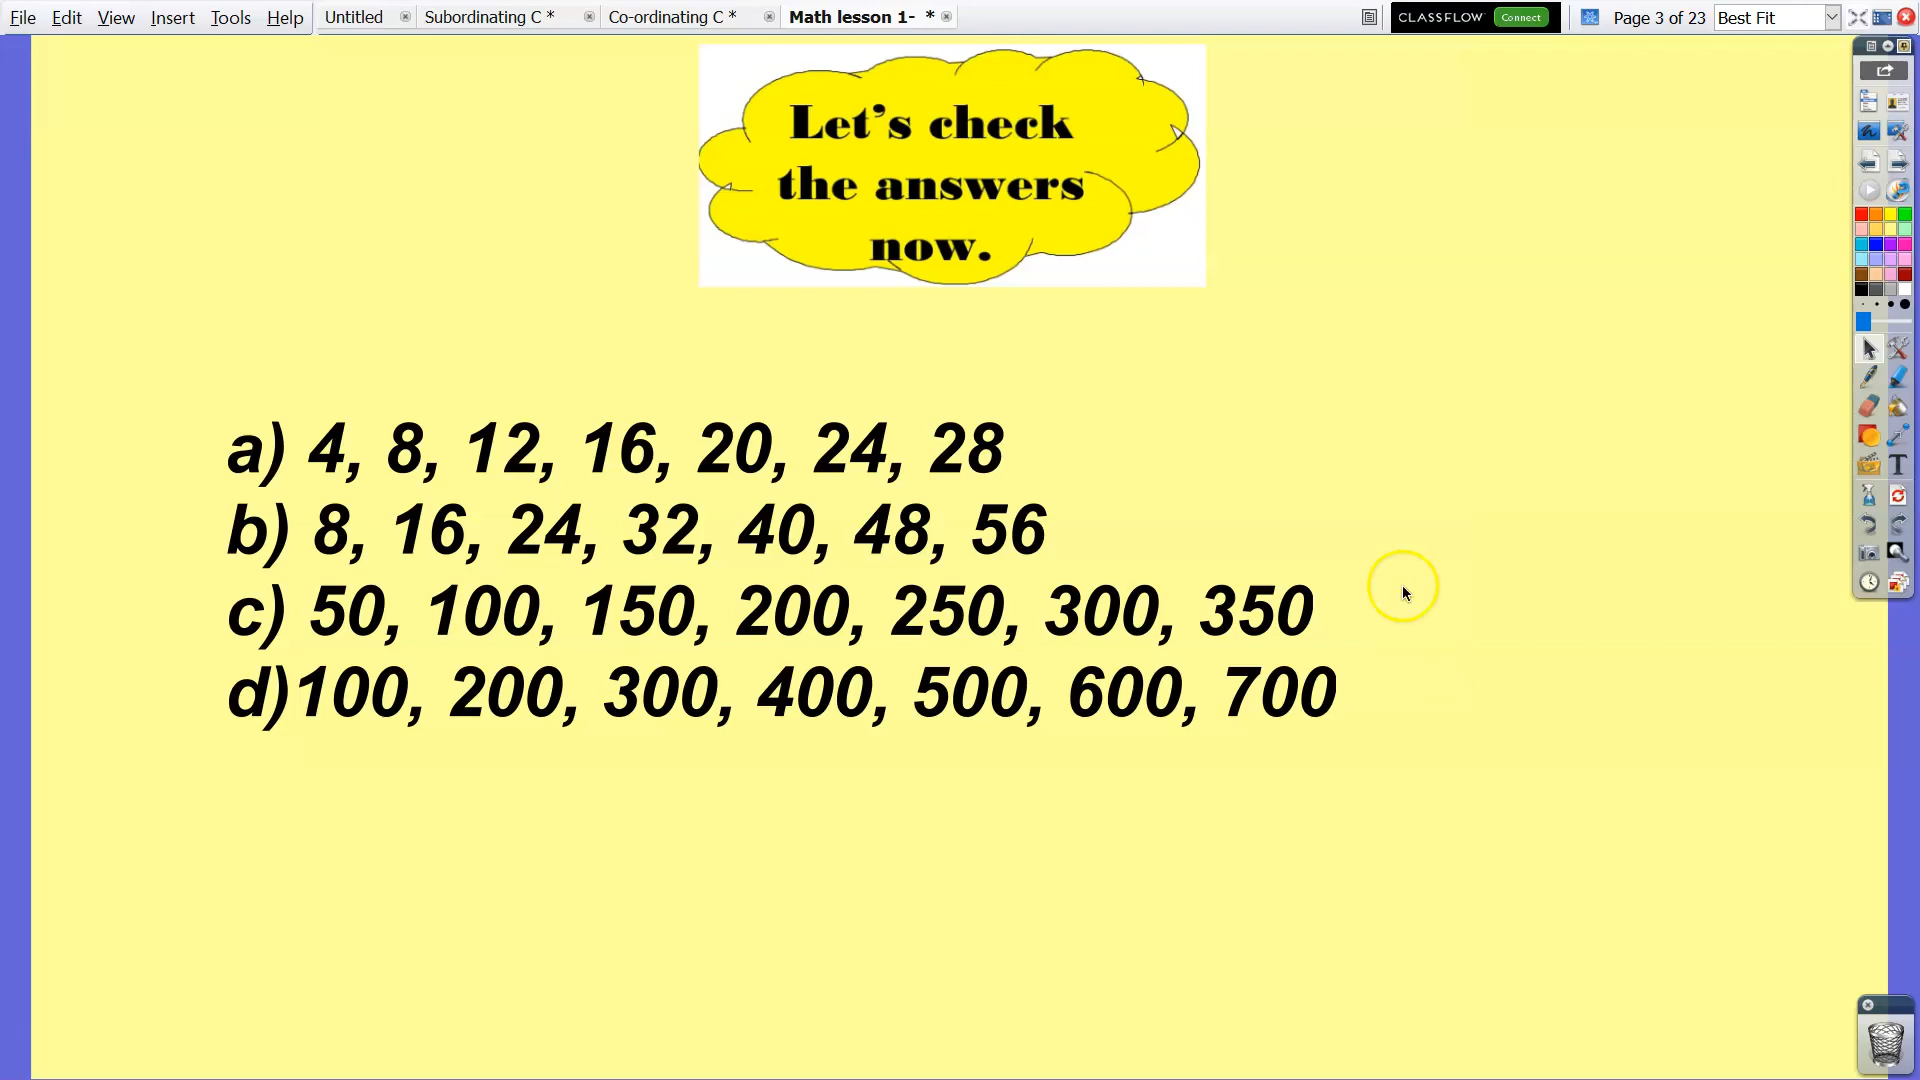 File Edit View Insert Tools Help Untitled Subordinating C * Co-ordinating C * Math lesson 1- * CLASSFLOW Connect Page 3 of 23 Best Fit
Let's check
the answers
now.
a) 4, 8, 12, 16, 20, 24, 28
b) 8, 16, 24, 32, 40, 48, 56
c) 50, 100, 150, 200, 250, 300, 350
d)100, 200, 300, 400, 500, 600, 700